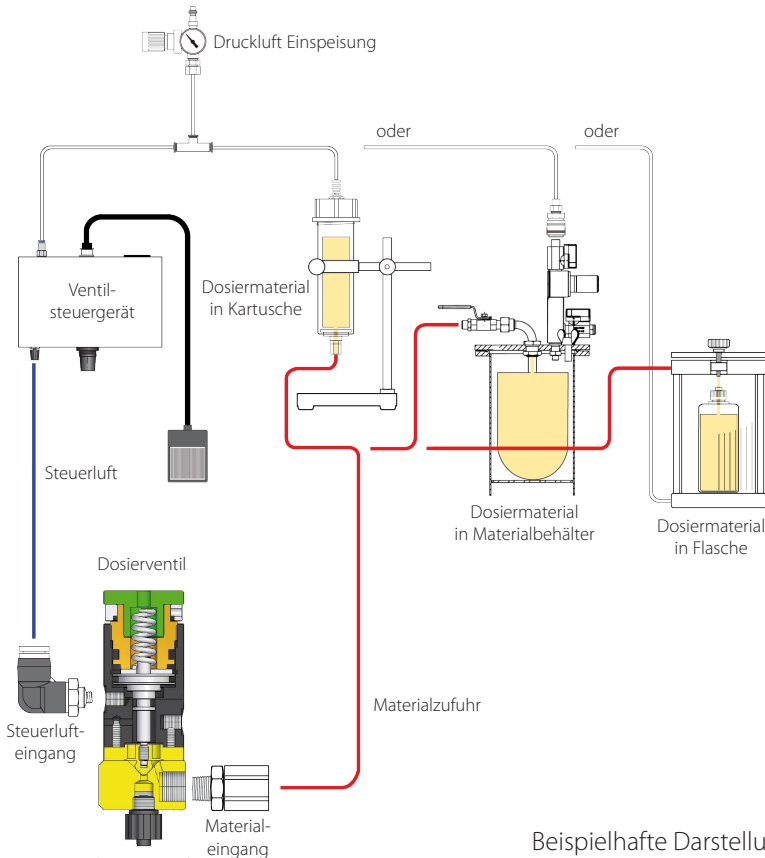 Druckluft Einspeisung
oder
oder
Ventil-
steuergerät
Dosiermaterial
in Kartusche
Steuerluft
Dosiermaterial
in Materialbehälter
Dosiermaterial
in Flasche
Dosierventil
Materialzufuhr
Steuerluft-
eingang
Material-
eingang
Beispielhafte